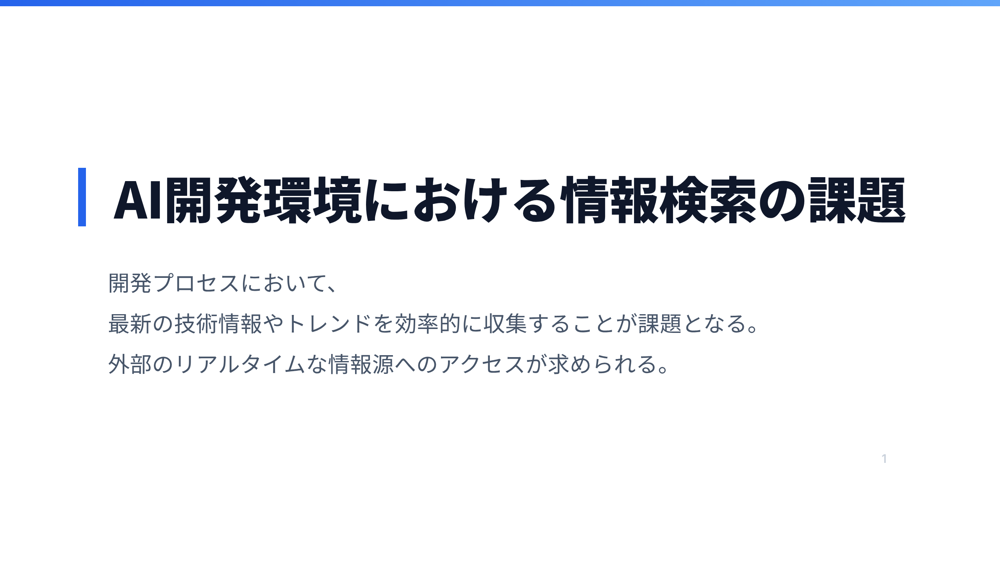 AI開発環境における情報検索の課題
開発プロセスにおいて、
最新の技術情報やトレンドを効率的に収集することが課題となる。
外部のリアルタイムな情報源へのアクセスが求められる。
1